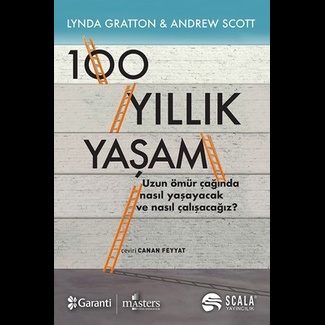 LYNDA GRATTON & ANDREW SCOTT
100
YILLIK
YAŞAM
Uzun ömür çağında
nasıl yaşayacak
ve nasıl çalışacağız?
çeviri CANAN FEYYAT
Garanti
masters
SCALA
YAYINCILIK